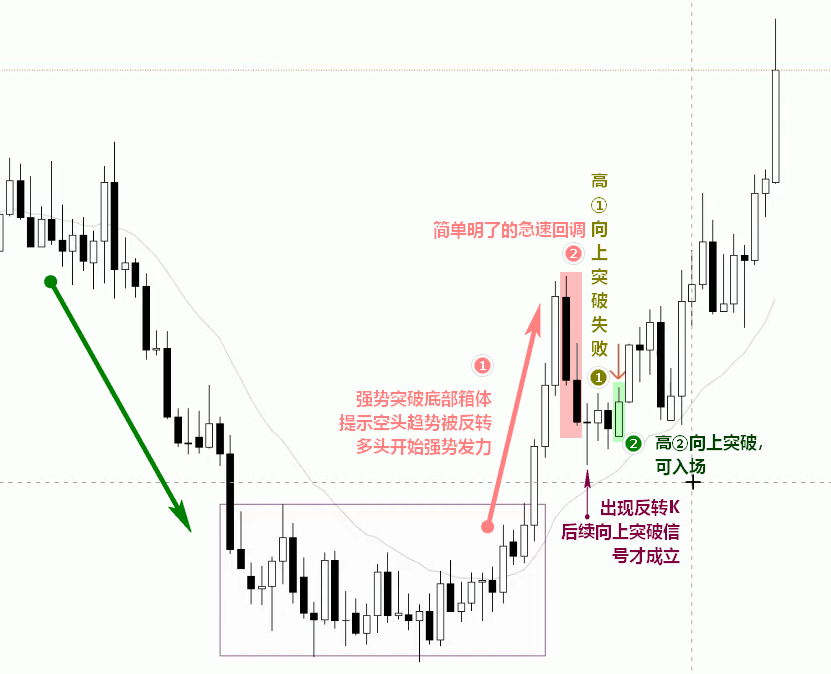 简单明了的急速回调
②
高
①
向
上
突
破
失
败
①
①
强势突破底部箱体
提示空头趋势被反转
多头开始强势发力
②
高②向上突破，
可入场
出现反转K
后续向上突破信
号才成立